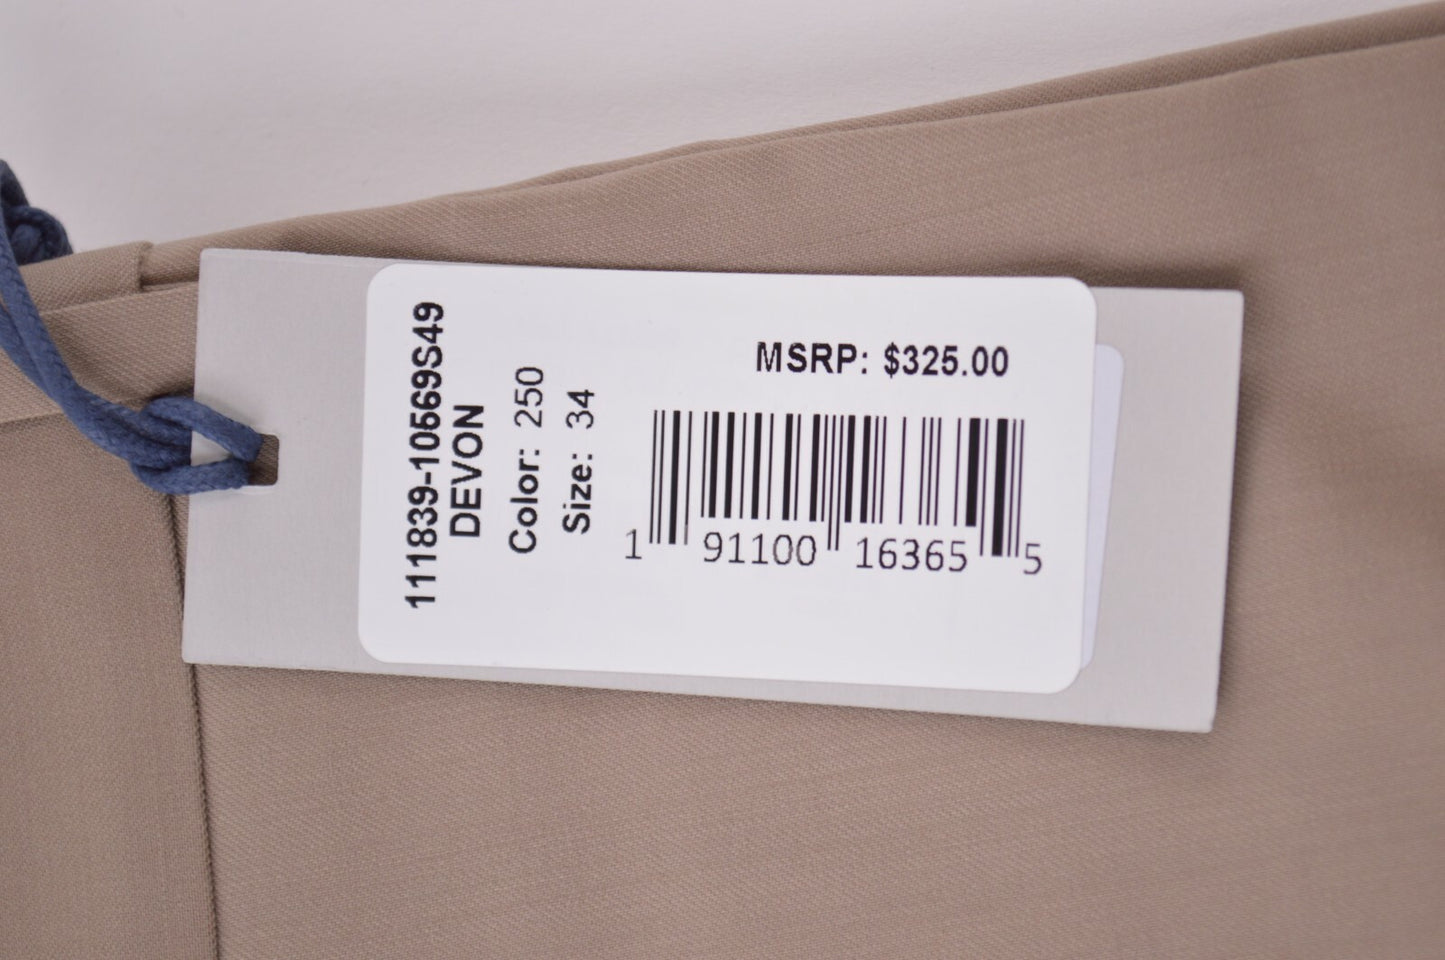 111839-10569S49
DEVON
Color: 250
Size: 34
MSRP: $325.00
1 91100 16365 5